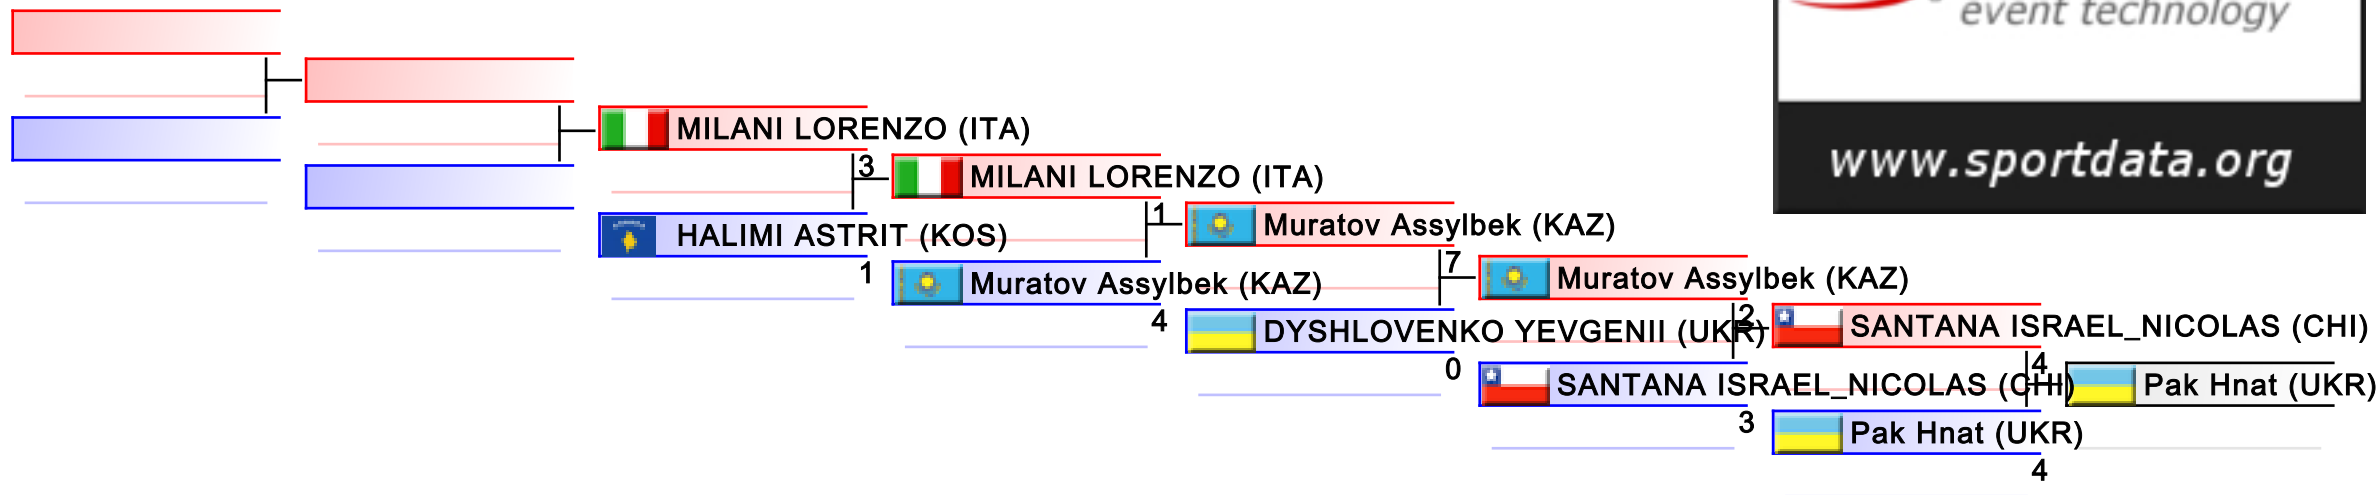 event technology
www.sportdata.org
MILANI LORENZO (ITA)
3
HALIMI ASTRIT (KOS)
1
MILANI LORENZO (ITA)
1
Muratov Assylbek (KAZ)
4
Muratov Assylbek (KAZ)
7
DYSHLOVENKO YEVGENII (UKR)
0
Muratov Assylbek (KAZ)
2
SANTANA ISRAEL_NICOLAS (CHI)
3
SANTANA ISRAEL_NICOLAS (CHI)
4
Pak Hnat (UKR)
4
Pak Hnat (UKR)